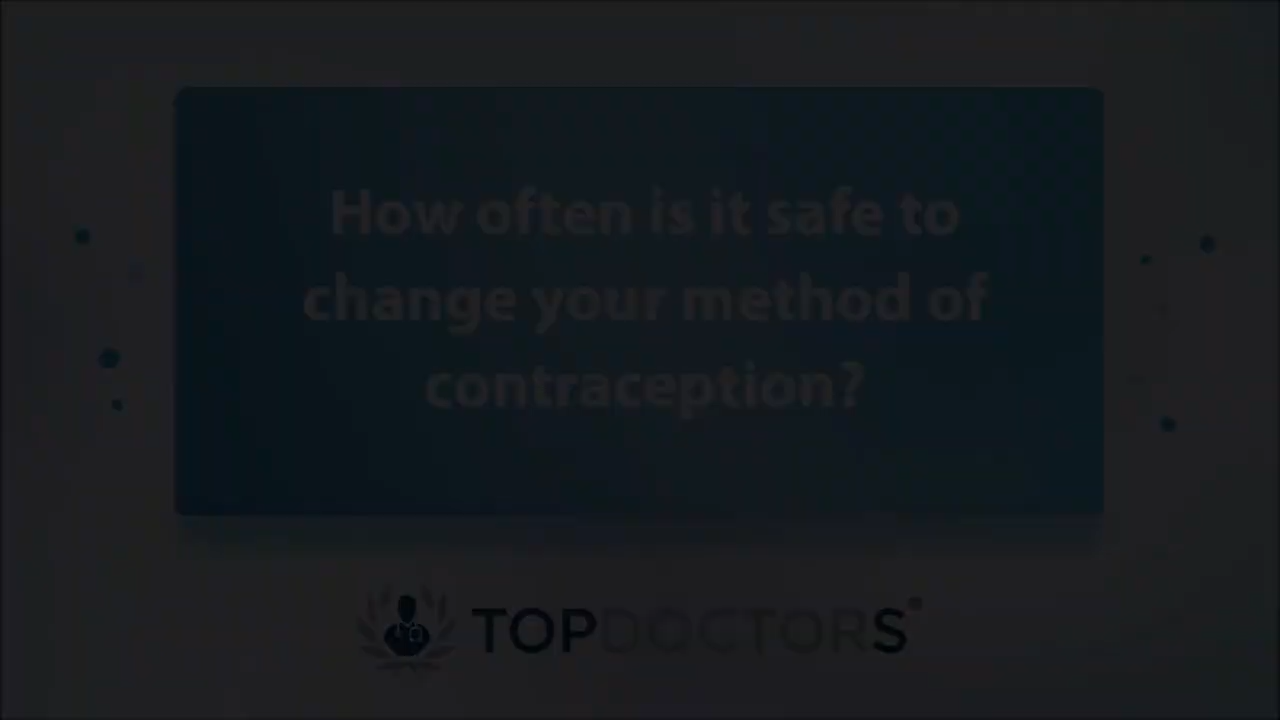 How often is it safe to
change your method of
contraception?
TOPDOCTORS